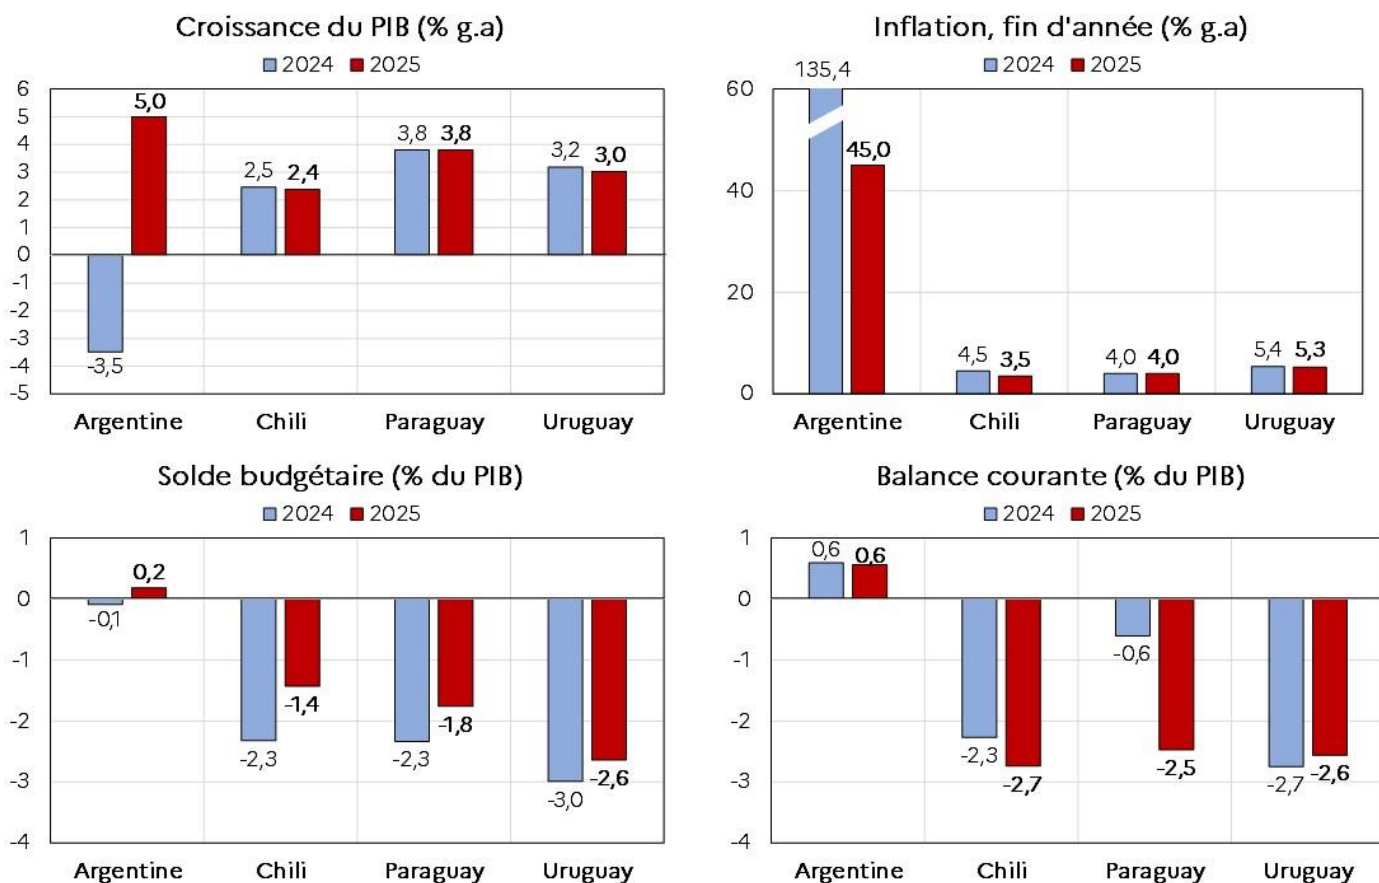 Croissance du PIB (% g.a)
2024 2025
6
5
4
3
2
1
0
-1
-2
-3
-4
-5
-3,5 5,0 2,5 2,4 3,8 3,8 3,2 3,0
Argentine Chili Paraguay Uruguay
Inflation, fin d'année (% g.a)
2024 2025
60
40
20
0
135,4 45,0 4,5 3,5 4,0 4,0 5,4 5,3
Argentine Chili Paraguay Uruguay
Solde budgétaire (% du PIB)
2024 2025
1
0
-1
-2
-3
-4
-0,1 0,2 -2,3 -1,4 -2,3 -1,8 -3,0 -2,6
Argentine Chili Paraguay Uruguay
Balance courante (% du PIB)
2024 2025
1
0
-1
-2
-3
-4
0,6 0,6 -2,3 -2,7 -0,6 -2,5 -2,7 -2,6
Argentine Chili Paraguay Uruguay